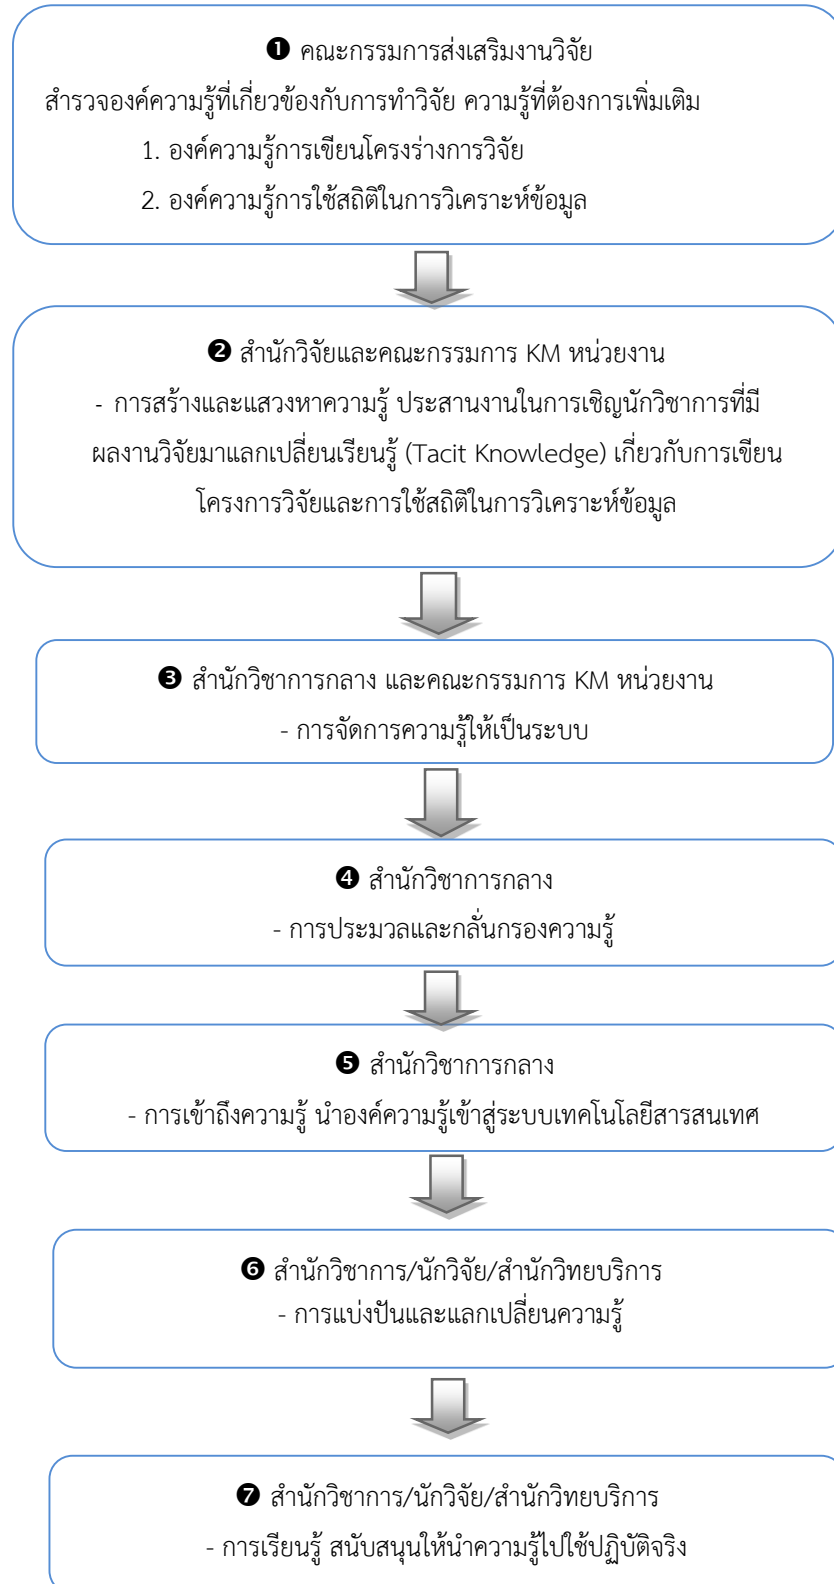 ❶ คณะกรรมการส่งเสริมงานวิจัย
สำรวจองค์ความรู้ที่เกี่ยวข้องกับการทำวิจัย ความรู้ที่ต้องการเพิ่มเติม
1. องค์ความรู้การเขียนโครงร่างการวิจัย
2. องค์ความรู้การใช้สถิติในการวิเคราะห์ข้อมูล
❷ สำนักวิจัยและคณะกรรมการ KM หน่วยงาน
- การสร้างและแสวงหาความรู้ ประสานงานในการเชิญนักวิชาการที่มี
ผลงานวิจัยมาแลกเปลี่ยนเรียนรู้ (Tacit Knowledge) เกี่ยวกับการเขียน
โครงการวิจัยและการใช้สถิติในการวิเคราะห์ข้อมูล
❸ สำนักวิชาการกลาง และคณะกรรมการ KM หน่วยงาน
- การจัดการความรู้ให้เป็นระบบ
❹ สำนักวิชาการกลาง
- การประมวลและกลั่นกรองความรู้
❺ สำนักวิชาการกลาง
- การเข้าถึงความรู้ นำองค์ความรู้เข้าสู่ระบบเทคโนโลยีสารสนเทศ
❻ สำนักวิชาการ/นักวิจัย/สำนักวิทยบริการ
- การแบ่งปันและแลกเปลี่ยนความรู้
❼ สำนักวิชาการ/นักวิจัย/สำนักวิทยบริการ
- การเรียนรู้ สนับสนุนให้นำความรู้ไปใช้ปฏิบัติจริง